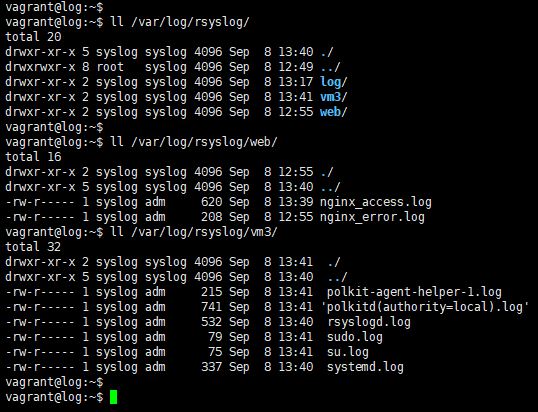 vagrant@log:~$
vagrant@log:~$ ll /var/log/rsyslog/
total 20
drwxr-xr-x 5 syslog syslog 4096 Sep  8 13:40 ./
drwxrwxr-x 8 root   syslog 4096 Sep  8 12:49 ../
drwxr-xr-x 2 syslog syslog 4096 Sep  8 13:17 log/
drwxr-xr-x 2 syslog syslog 4096 Sep  8 13:41 vm3/
drwxr-xr-x 2 syslog syslog 4096 Sep  8 12:55 web/
vagrant@log:~$
vagrant@log:~$ ll /var/log/rsyslog/web/
total 16
drwxr-xr-x 2 syslog syslog 4096 Sep  8 12:55 ./
drwxr-xr-x 5 syslog syslog 4096 Sep  8 13:40 ../
-rw-r----- 1 syslog adm     620 Sep  8 13:39 nginx_access.log
-rw-r----- 1 syslog adm     208 Sep  8 12:55 nginx_error.log
vagrant@log:~$ ll /var/log/rsyslog/vm3/
total 32
drwxr-xr-x 2 syslog syslog 4096 Sep  8 13:41  ./
drwxr-xr-x 5 syslog syslog 4096 Sep  8 13:40  ../
-rw-r----- 1 syslog adm     215 Sep  8 13:41  polkit-agent-helper-1.log
-rw-r----- 1 syslog adm     741 Sep  8 13:41 'polkitd(authority=local).log'
-rw-r----- 1 syslog adm     532 Sep  8 13:40  rsyslogd.log
-rw-r----- 1 syslog adm      79 Sep  8 13:41  sudo.log
-rw-r----- 1 syslog adm      75 Sep  8 13:41  su.log
-rw-r----- 1 syslog adm     337 Sep  8 13:40  systemd.log
vagrant@log:~$
vagrant@log:~$